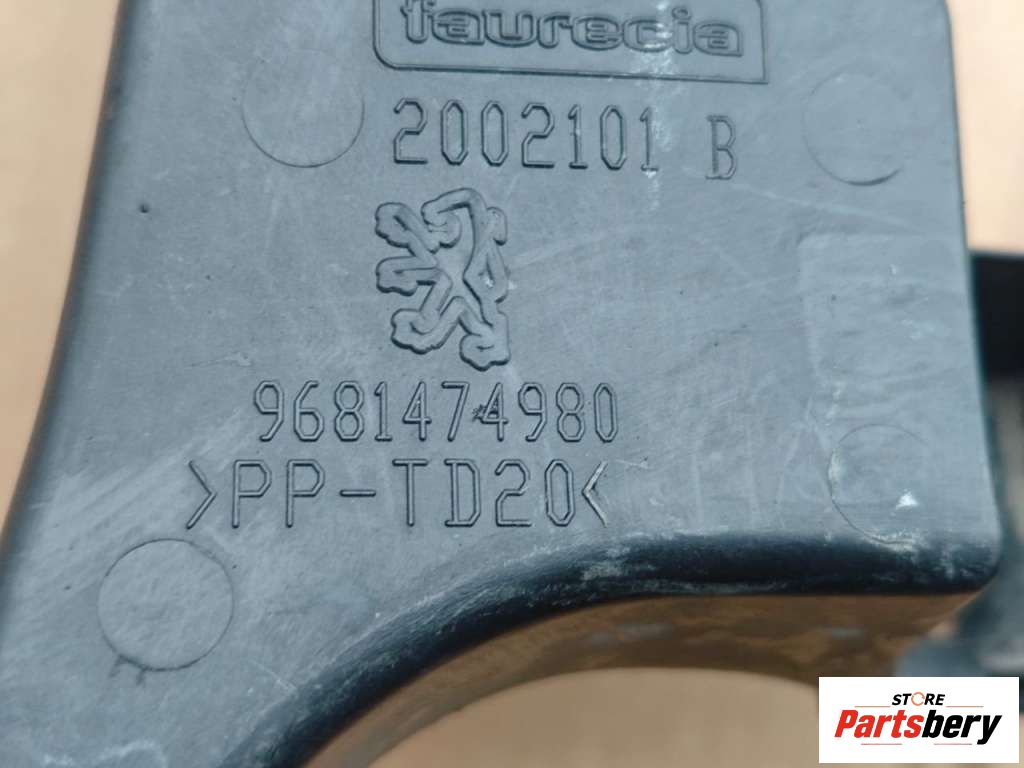 faurecia
2002101 B
9681474980
>PP-TD20<
STORE
Partsbery